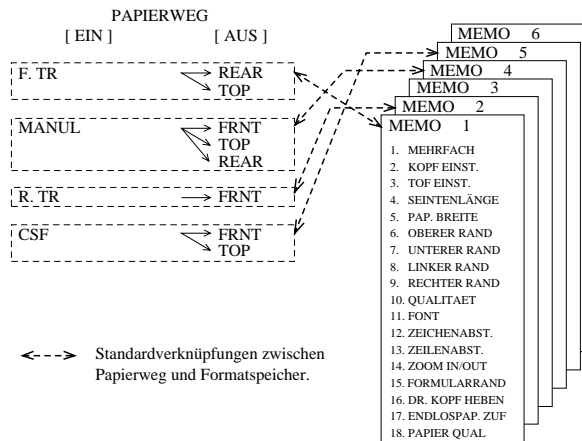 PAPIERWEG
[ EIN ] [ AUS ]
F. TR REAR
TOP
MANUL FRNT
TOP
REAR
R. TR FRNT
CSF FRNT
TOP
Standardverknüpfungen zwischen
Papierweg und Formatspeicher.
MEMO 6
MEMO 5
MEMO 4
MEMO 3
MEMO 2
MEMO 1
1. MEHRFACH
2. KOPF EINST.
3. TOF EINST.
4. SEINTENLÄNGE
5. PAP. BREITE
6. OBERER RAND
7. UNTERER RAND
8. LINKER RAND
9. RECHTER RAND
10. QUALITAET
11. FONT
12. ZEICHENABST.
13. ZEILENABST.
14. ZOOM IN/OUT
15. FORMULARRAND
16. DR. KOPF HEBEN
17. ENDLOSPAP. ZUF
18. PAPIER QUAL